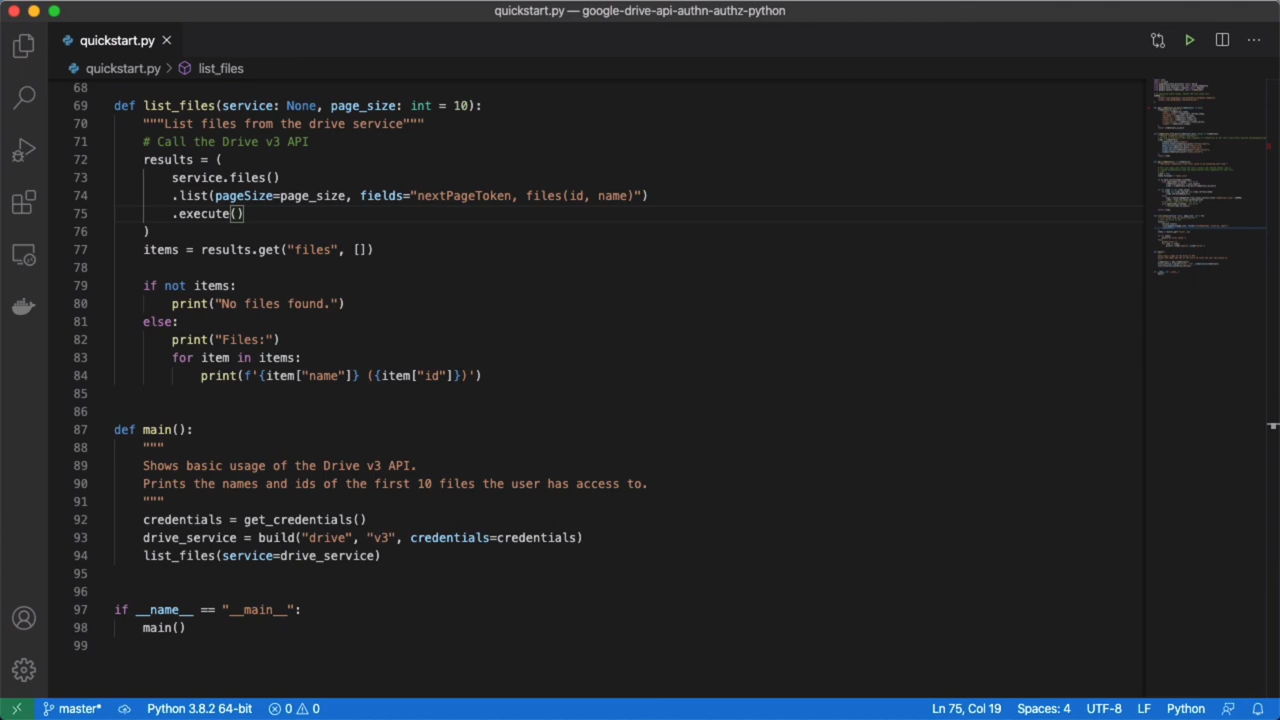 quickstart.py — google-drive-api-authn-authz-python
quickstart.py
quickstart.py > list_files
68
69 def list_files(service: None, page_size: int = 10):
70     """List files from the drive service"""
71     # Call the Drive v3 API
72     results = (
73         service.files()
74         .list(pageSize=page_size, fields="nextPageToken, files(id, name)")
75         .execute()
76     )
77     items = results.get("files", [])
78
79     if not items:
80         print("No files found.")
81     else:
82         print("Files:")
83         for item in items:
84             print(f'{item["name"]} ({item["id"]})')
85
86
87 def main():
88     """
89     Shows basic usage of the Drive v3 API.
90     Prints the names and ids of the first 10 files the user has access to.
91     """
92     credentials = get_credentials()
93     drive_service = build("drive", "v3", credentials=credentials)
94     list_files(service=drive_service)
95
96
97 if __name__ == "__main__":
98     main()
99
master* Python 3.8.2 64-bit 0 0 Ln 75, Col 19 Spaces: 4 UTF-8 LF Python